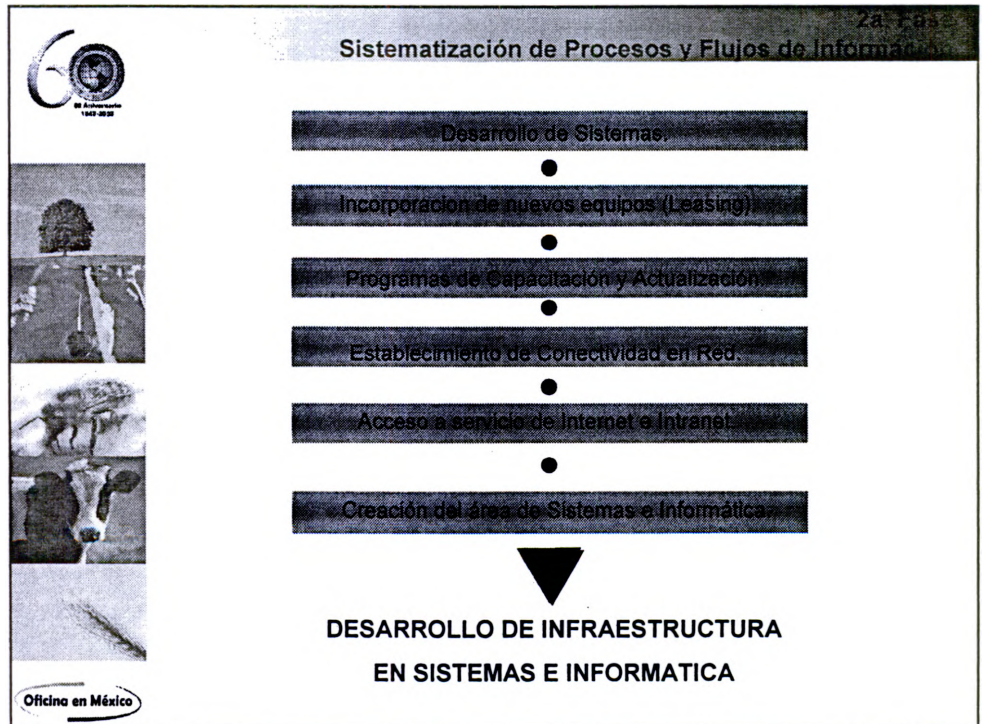 2a. Fase
Sistematización de Procesos y Flujos de Información
60 Aniversario
Desarrollo de Sistemas.
Incorporacion de nuevos equipos (Leasing)
Programas de Capacitación y Actualización
Establecimiento de Conectividad en Red.
Acceso a servicio de Internet e Intranet
Creación del área de Sistemas e Informática
DESARROLLO DE INFRAESTRUCTURA
EN SISTEMAS E INFORMATICA
Oficina en México